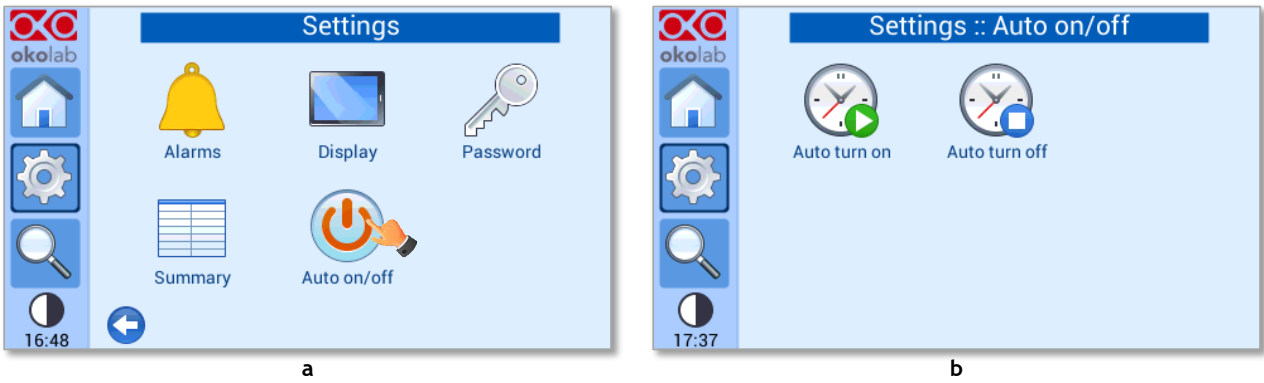 Settings
okolab
Alarms
Display
Password
Summary
Auto on/off
16:48
a
Settings :: Auto on/off
okolab
Auto turn on
Auto turn off
17:37
b